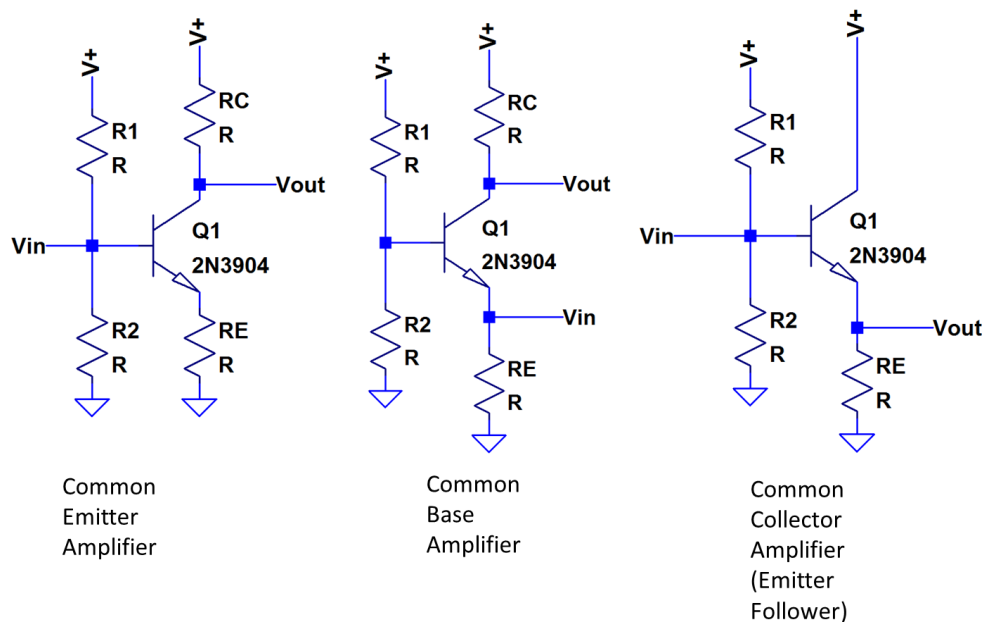 V+
V+
R1
R
RC
R
Vout
Vin
Q1
2N3904
R2
R
RE
R
Common
Emitter
Amplifier
V+
V+
R1
R
RC
R
Vout
Q1
2N3904
Vin
R2
R
RE
R
Common
Base
Amplifier
V+
V+
R1
R
Q1
2N3904
Vin
R2
R
Vout
RE
R
Common
Collector
Amplifier
(Emitter
Follower)